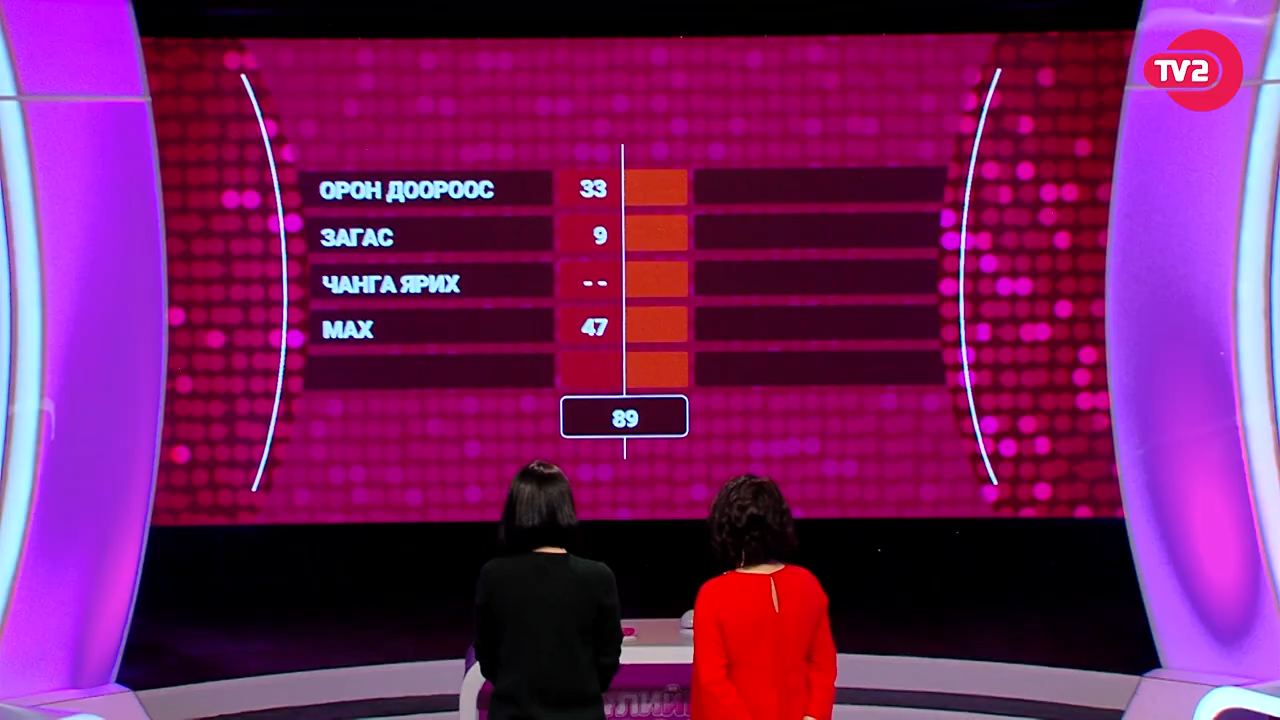 TV2
ОРОН ДООРООС 33
ЗАГАС 9
ЧАНГА ЯРИХ --
МАХ 47
89